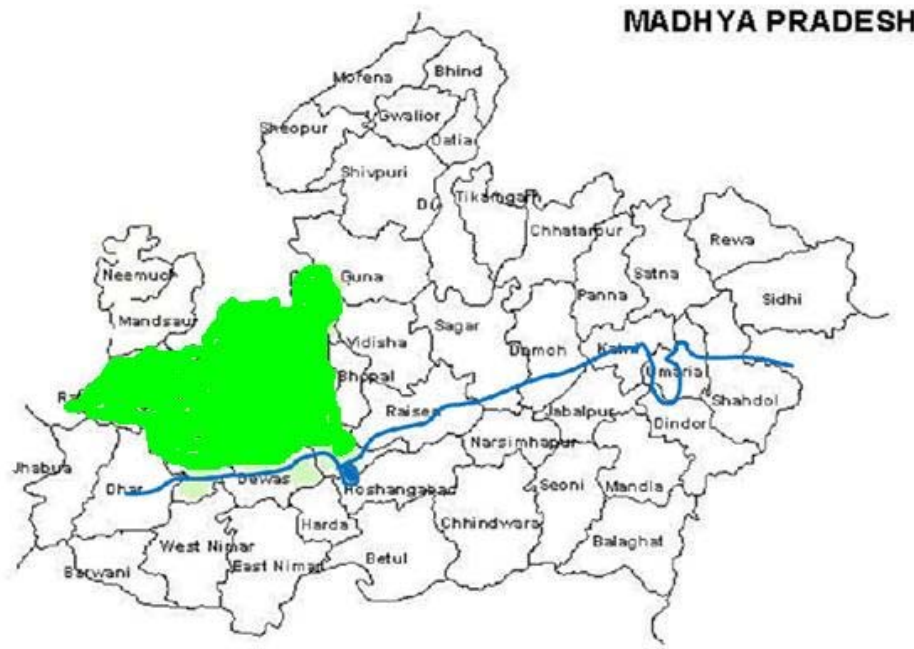 MADHYA PRADESH
Bhind
Morena
Gwalior
Sheopur
Datia
Shivpuri
Tikamgarh
Chhatarpur
Rewa
Neemuch
Guna
Satna
Panna
Sidhi
Mandsaur
Sagar
Vidisha
Damoh
Katni
Umaria
Bhopal
Raisen
Jabalpur
Shahdol
Dindori
Narsimhapur
Jhabua
Dhar
Dewas
Hoshangabad
Seoni
Mandla
Harda
Chhindwara
Balaghat
West Nimar
East Nimar
Betul
Barwani